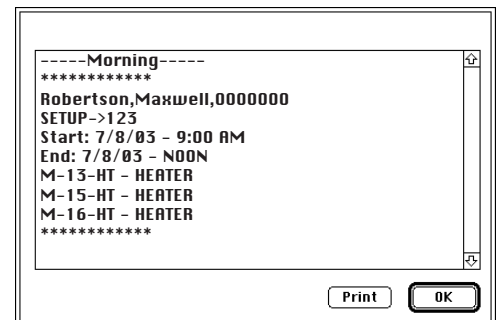 -----Morning-----
************
Robertson,Maxwell,0000000
SETUP->123
Start: 7/8/03 - 9:00 AM
End: 7/8/03 - NOON
M-13-HT - HEATER
M-15-HT - HEATER
M-16-HT - HEATER
************
Print
OK